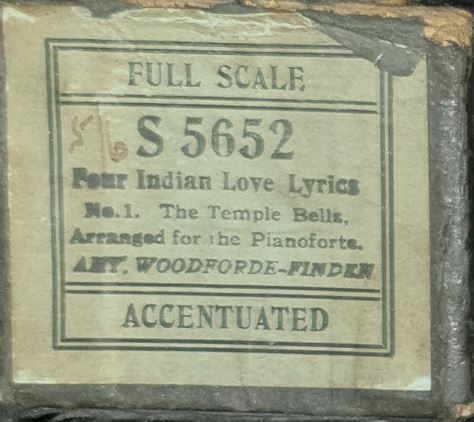 FULL SCALE
S 5652
Four Indian Love Lyrics
No.1. The Temple Bells,
Arranged for the Pianoforte.
AMY. WOODFORDE-FINDEN
ACCENTUATED